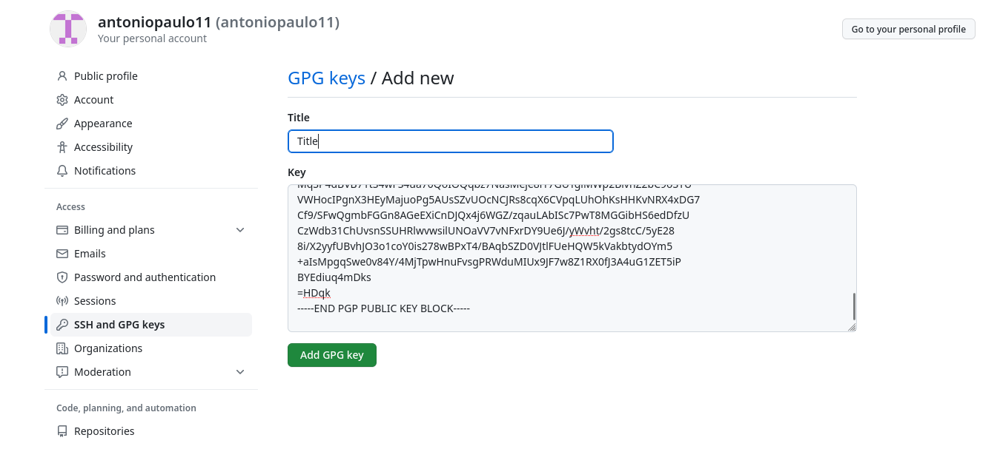 antoniopaulo11 (antoniopaulo11)
Your personal account
Go to your personal profile
Public profile
Account
Appearance
Accessibility
Notifications
Access
Billing and plans
Emails
Password and authentication
Sessions
SSH and GPG keys
Organizations
Moderation
Code, planning, and automation
Repositories
GPG keys / Add new
Title
Title
Key
VWHocIPgnX3HEyMajuoPg5AUsSZvUOcNCJRs8cqX6CVpqLUhOhKsHHKvNRX4xDG7
Cf9/SFwQgmbFGGn8AGeEXiCnDJQx4j6WGZ/zqauLAbISc7PwT8MGGibHS6edDfzU
CzWdb31ChUvsnSSUHRlwvwsilUNOaVV7vNFxrDY9Ue6J/yWvht/2gs8tcC/5yE28
8i/X2yyfUBvhJO3o1coY0is278wBPxT4/BAqbSZD0VJtlFUeHQW5kVakbtydOYm5
+aIsMpgqSwe0v84Y/4MjTpwHnuFvsgPRWduMIUx9JF7w8Z1RX0fJ3A4uG1ZET5iP
BYEdiuq4mDks
=HDqk
-----END PGP PUBLIC KEY BLOCK-----
Add GPG key